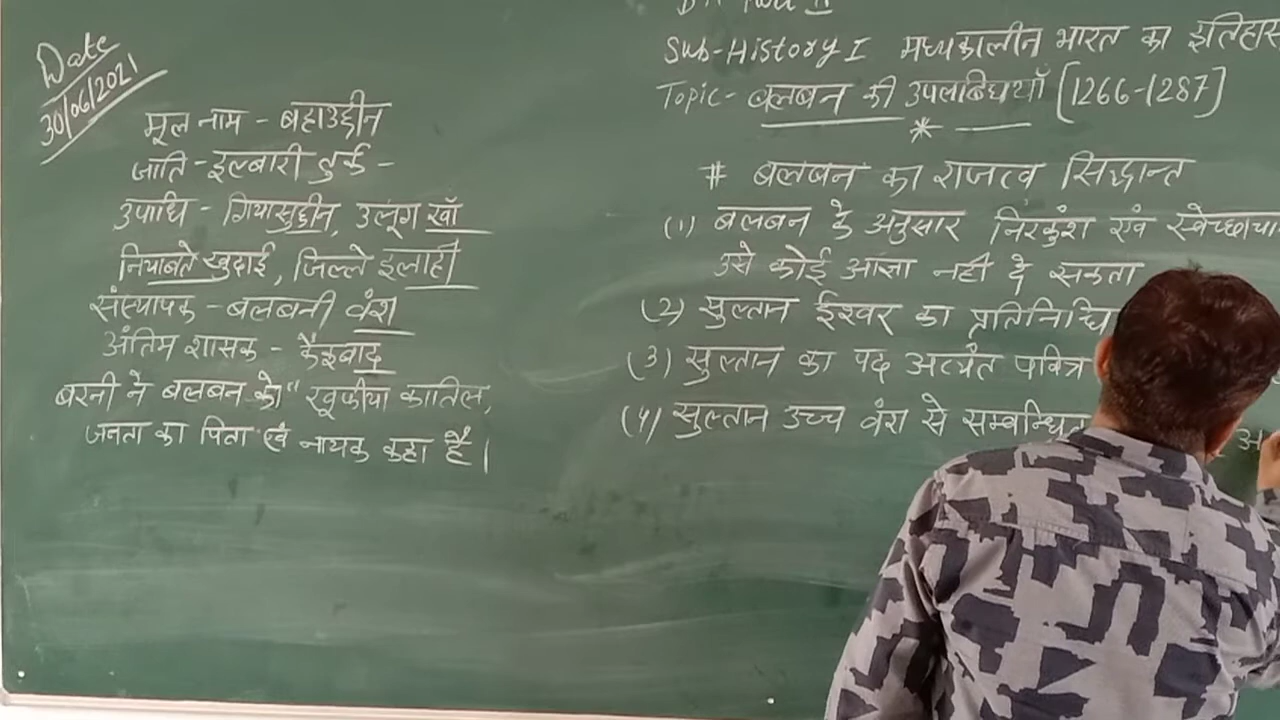 Date
30/06/2021
मूल नाम - बहाउद्दीन
जाति - इल्बारी तुर्क -
उपाधि - गियासुद्दीन, उलूग खाँ
नियाबते खुदाई, जिल्ले इलाही
संस्थापक - बलबनी वंश
अंतिम शासक - कैकुबाद
बरनी ने बलबन को "खूफीया कातिल,
जनता का पिता एवं नायक कहा है।
Sub-History I मध्यकालीन भारत का इतिहास
Topic- बलबन की उपलब्धियाँ [1266-1287]
# बलबन का राजत्व सिद्धान्त
(1) बलबन के अनुसार निरकुंश एंव
उसे कोई आज्ञा नही दे सकता
(2) सुल्तान ईश्वर का प्रतिनिधि
(3) सुल्तान का पद अत्यंत पवित्र
(4) सुल्तान उच्च वंश से सम्बन्धित